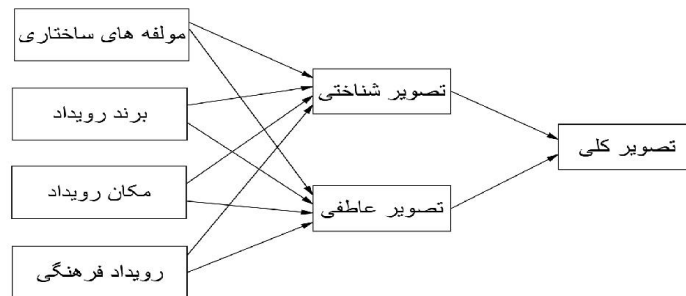 مولفه های ساختاری
برند رویداد
مکان رویداد
رویداد فرهنگی
تصویر شناختی
تصویر عاطفی
تصویر کلی